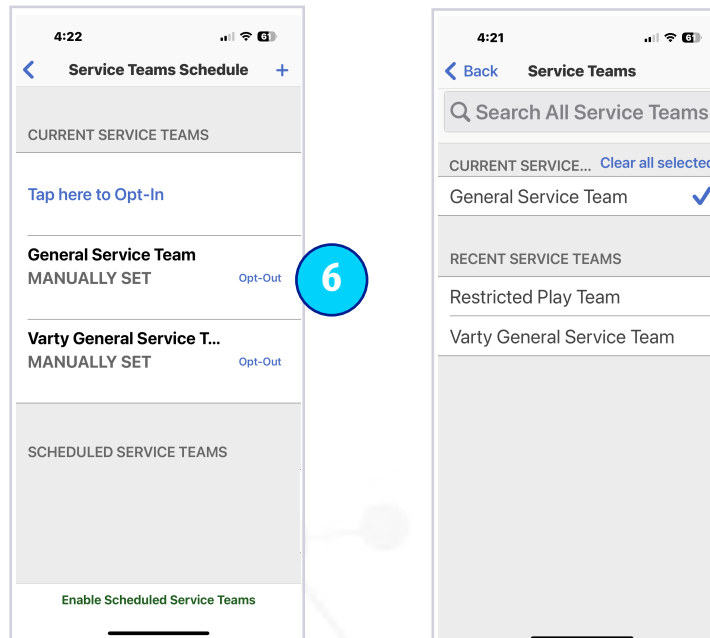 4:22
61
Service Teams Schedule +
CURRENT SERVICE TEAMS
Tap here to Opt-In
General Service Team
MANUALLY SET Opt-Out
Varty General Service T...
MANUALLY SET Opt-Out
SCHEDULED SERVICE TEAMS
Enable Scheduled Service Teams
6
4:21
61
Back Service Teams
Search All Service Teams
CURRENT SERVICE... Clear all selected
General Service Team
RECENT SERVICE TEAMS
Restricted Play Team
Varty General Service Team